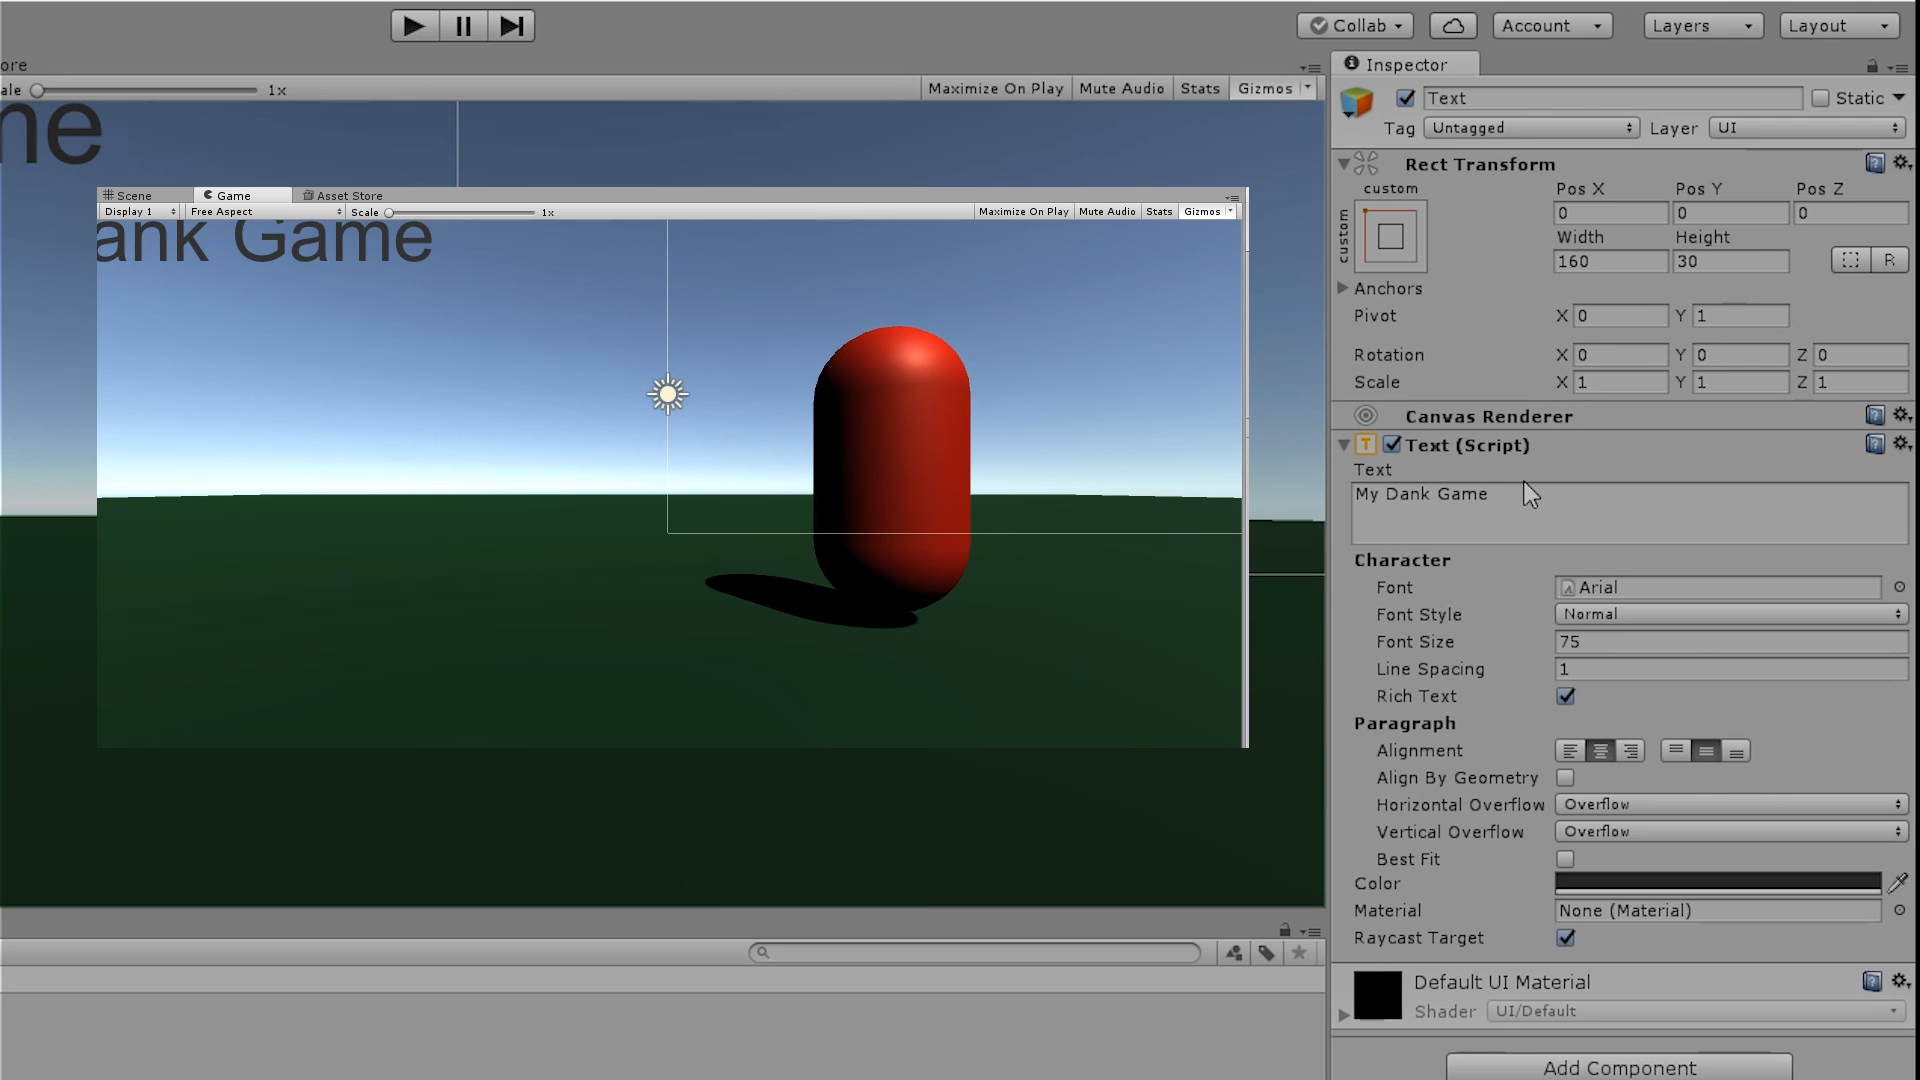 Collab
Account
Layers
Layout
ore
Inspector
ale 1x
Maximize On Play Mute Audio Stats Gizmos
Text Static
Tag Untagged Layer UI
me
Rect Transform
custom Pos X Pos Y Pos Z
custom
0 0 0
Width Height
160 30
R
Anchors
Pivot X 0 Y 1
Rotation X 0 Y 0 Z 0
Scale X 1 Y 1 Z 1
Scene Game Asset Store
Display 1 Free Aspect Scale 1x Maximize On Play Mute Audio Stats Gizmos
ank Game
Canvas Renderer
Text (Script)
Text
My Dank Game
Character
Font Arial
Font Style Normal
Font Size 75
Line Spacing 1
Rich Text
Paragraph
Alignment
Align By Geometry
Horizontal Overflow Overflow
Vertical Overflow Overflow
Best Fit
Color
Material None (Material)
Raycast Target
Default UI Material
Shader UI/Default
Add Component